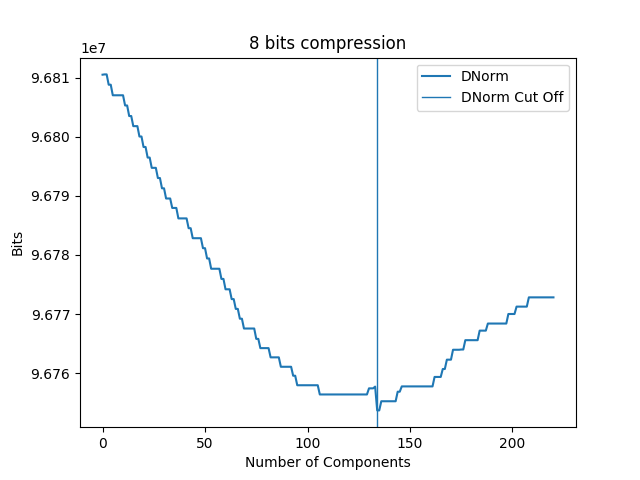 8 bits compression
1e7
DNorm
DNorm Cut Off
9.681
9.680
9.679
9.678
9.677
9.676
Bits
0 50 100 150 200
Number of Components